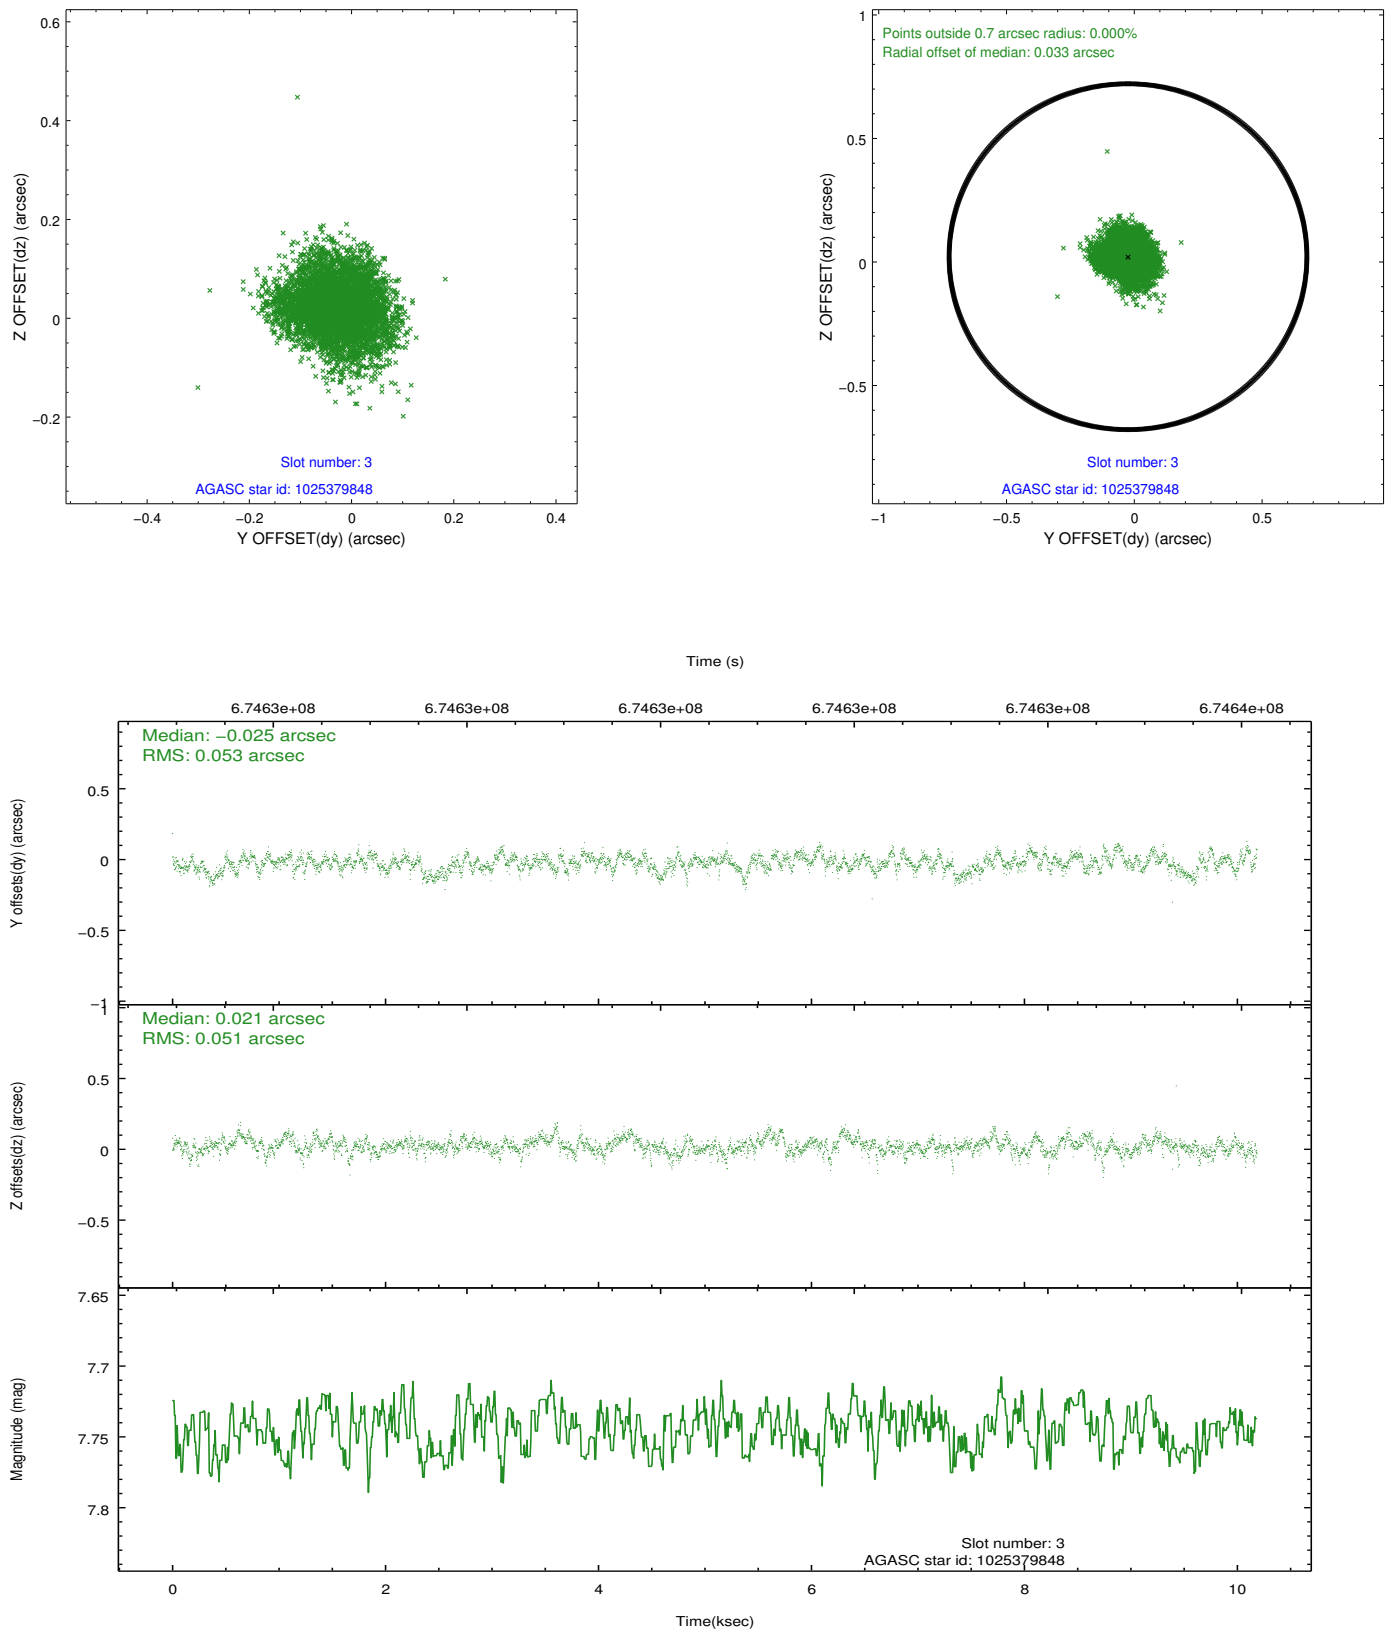 0.6
0.4
0.2
0
−0.2
Z OFFSET(dz) (arcsec)
Slot number: 3
AGASC star id: 1025379848
−0.4
−0.2
0
0.2
0.4
Y OFFSET(dy) (arcsec)
Points outside 0.7 arcsec radius: 0.000%
Radial offset of median: 0.033 arcsec
1
0.5
0
−0.5
Z OFFSET(dz) (arcsec)
Slot number: 3
AGASC star id: 1025379848
−1
−0.5
0
0.5
Y OFFSET(dy) (arcsec)
Time (s)
6.7463e+08
6.7463e+08
6.7463e+08
6.7463e+08
6.7463e+08
6.7464e+08
Median: −0.025 arcsec
RMS: 0.053 arcsec
0.5
0
−0.5
−1
Y offsets(dy) (arcsec)
Median: 0.021 arcsec
RMS: 0.051 arcsec
1
0.5
0
−0.5
Z offsets(dz) (arcsec)
7.65
7.7
7.75
7.8
Magnitude (mag)
Slot number: 3
AGASC star id: 1025379848
0
2
4
6
8
10
Time(ksec)